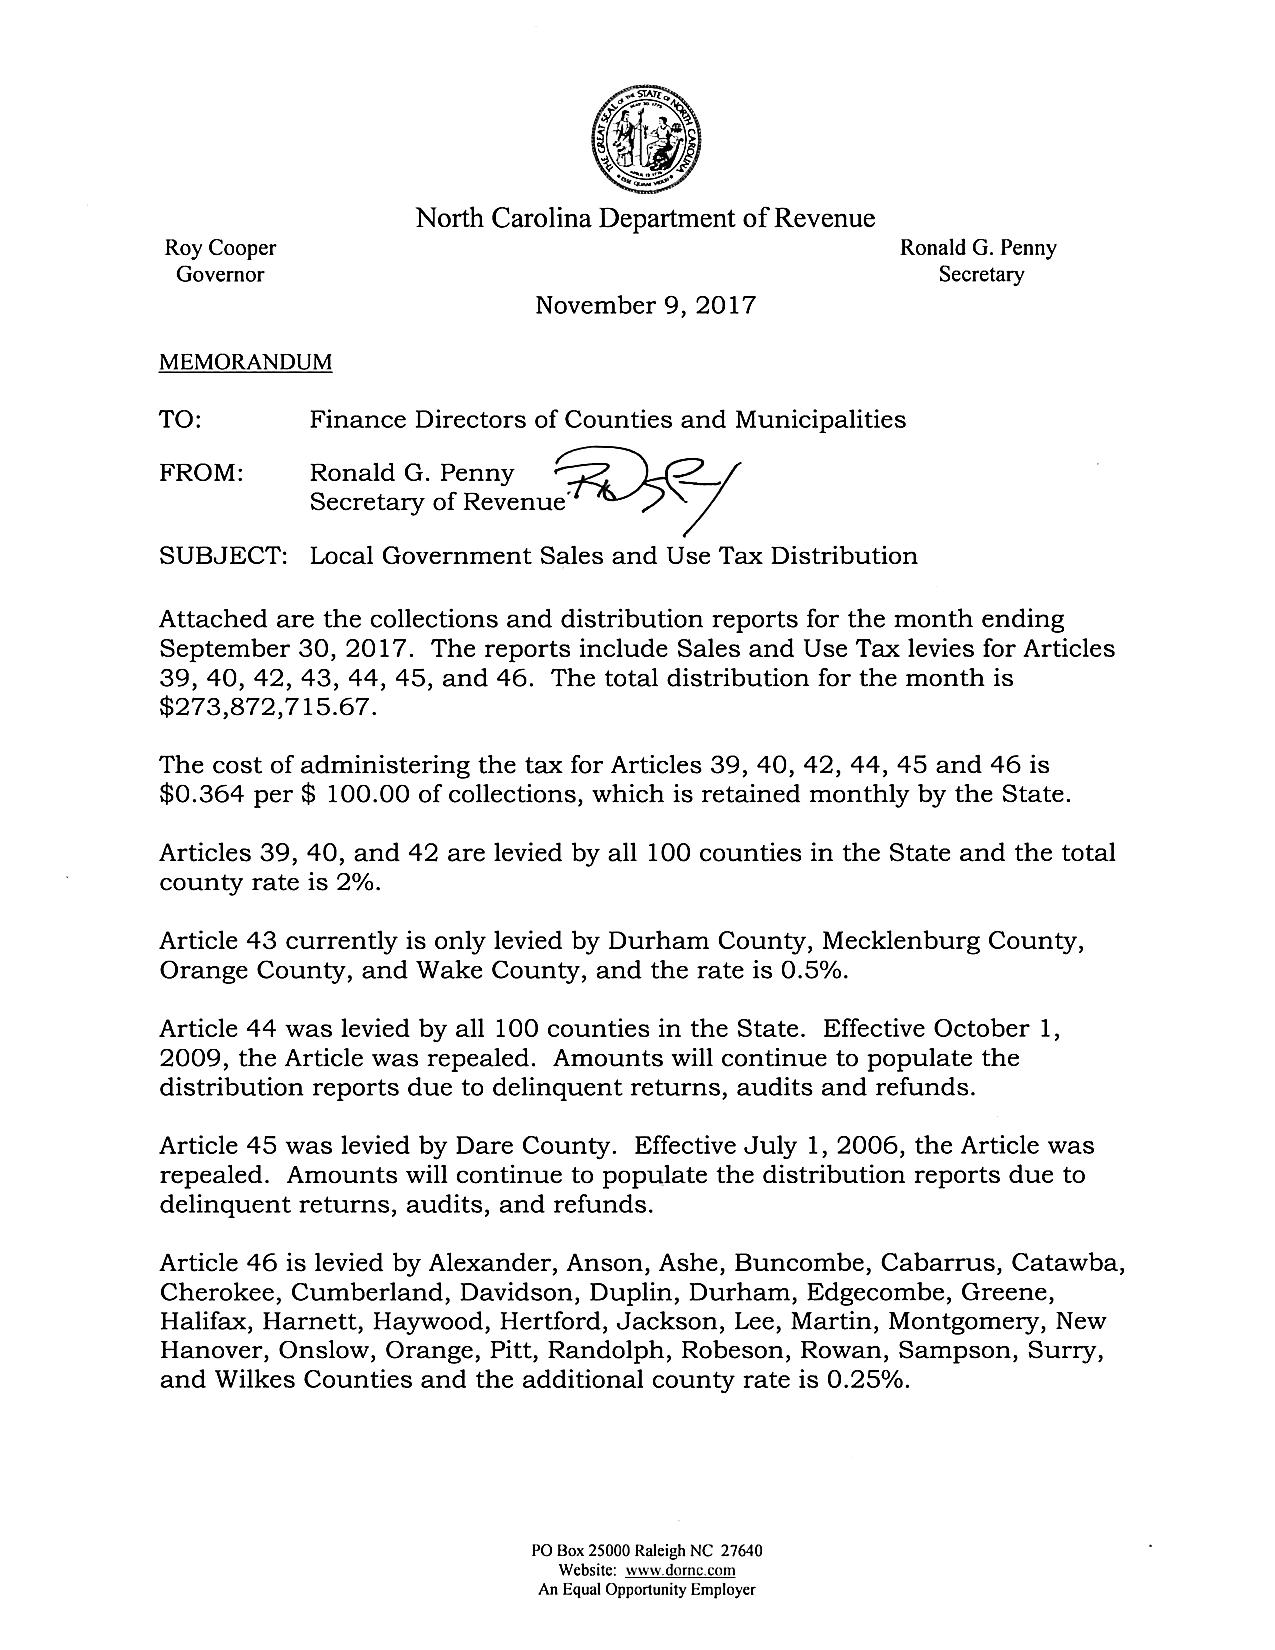 THE GREAT SEAL OF THE STATE OF NORTH CAROLINA
North Carolina Department of Revenue
Roy Cooper
Ronald G. Penny
Governor
Secretary
November 9, 2017
MEMORANDUM
TO: Finance Directors of Counties and Municipalities
FROM: Ronald G. Penny
Secretary of Revenue
SUBJECT: Local Government Sales and Use Tax Distribution
Attached are the collections and distribution reports for the month ending
September 30, 2017. The reports include Sales and Use Tax levies for Articles
39, 40, 42, 43, 44, 45, and 46. The total distribution for the month is
$273,872,715.67.
The cost of administering the tax for Articles 39, 40, 42, 44, 45 and 46 is
$0.364 per $ 100.00 of collections, which is retained monthly by the State.
Articles 39, 40, and 42 are levied by all 100 counties in the State and the total
county rate is 2%.
Article 43 currently is only levied by Durham County, Mecklenburg County,
Orange County, and Wake County, and the rate is 0.5%.
Article 44 was levied by all 100 counties in the State. Effective October 1,
2009, the Article was repealed. Amounts will continue to populate the
distribution reports due to delinquent returns, audits and refunds.
Article 45 was levied by Dare County. Effective July 1, 2006, the Article was
repealed. Amounts will continue to populate the distribution reports due to
delinquent returns, audits, and refunds.
Article 46 is levied by Alexander, Anson, Ashe, Buncombe, Cabarrus, Catawba,
Cherokee, Cumberland, Davidson, Duplin, Durham, Edgecombe, Greene,
Halifax, Harnett, Haywood, Hertford, Jackson, Lee, Martin, Montgomery, New
Hanover, Onslow, Orange, Pitt, Randolph, Robeson, Rowan, Sampson, Surry,
and Wilkes Counties and the additional county rate is 0.25%.
PO Box 25000 Raleigh NC 27640
Website: www.dornc.com
An Equal Opportunity Employer